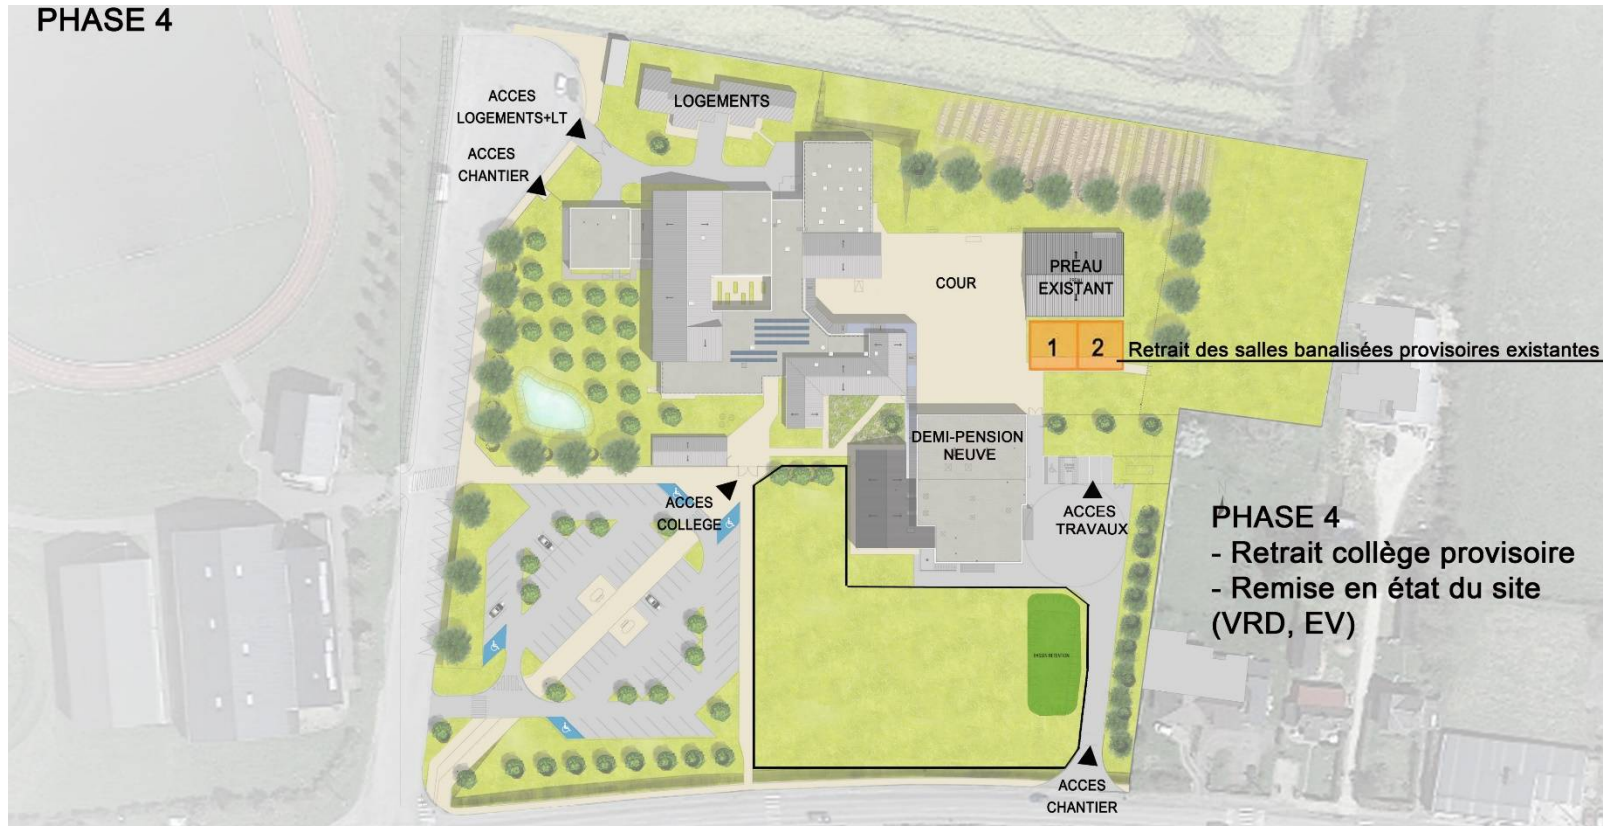 PHASE 4
ACCES
LOGEMENTS+LT
ACCES
CHANTIER
LOGEMENTS
COUR
PREAU
EXISTANT
1
2
Retrait des salles banalisées provisoires existantes
DEMI-PENSION
NEUVE
ACCES
COLLEGE
ACCES
TRAVAUX
PHASE 4
- Retrait collège provisoire
- Remise en état du site
(VRD, EV)
ACCES
CHANTIER